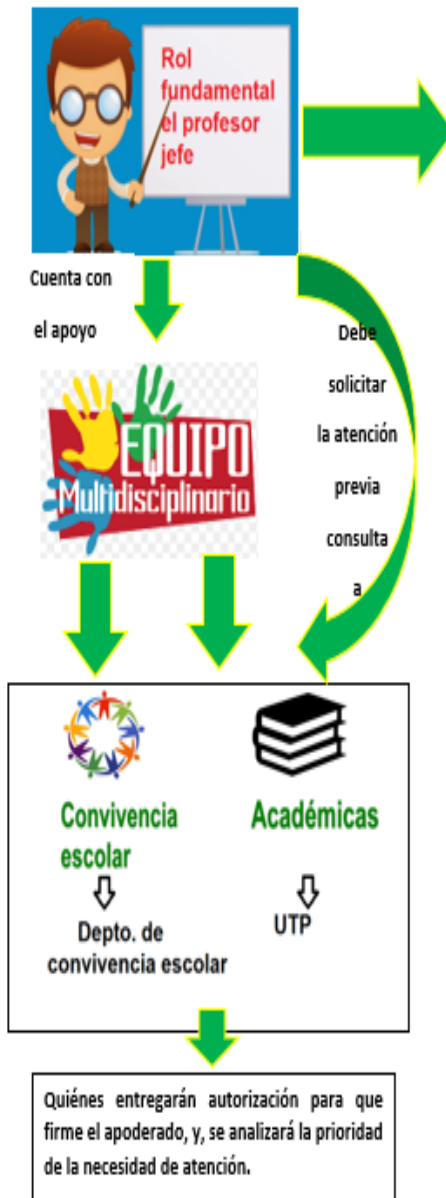 Rol
fundamental
el profesor
jefe
Cuenta con
el apoyo
Debe
solicitar
la atención
previa
consulta
a
EQUIPO
Multidisciplinario
Convivencia
escolar
Académicas
Depto. de
convivencia escolar
UTP
Quiénes entregarán autorización para que
firme el apoderado, y, se analizará la prioridad
de la necesidad de atención.